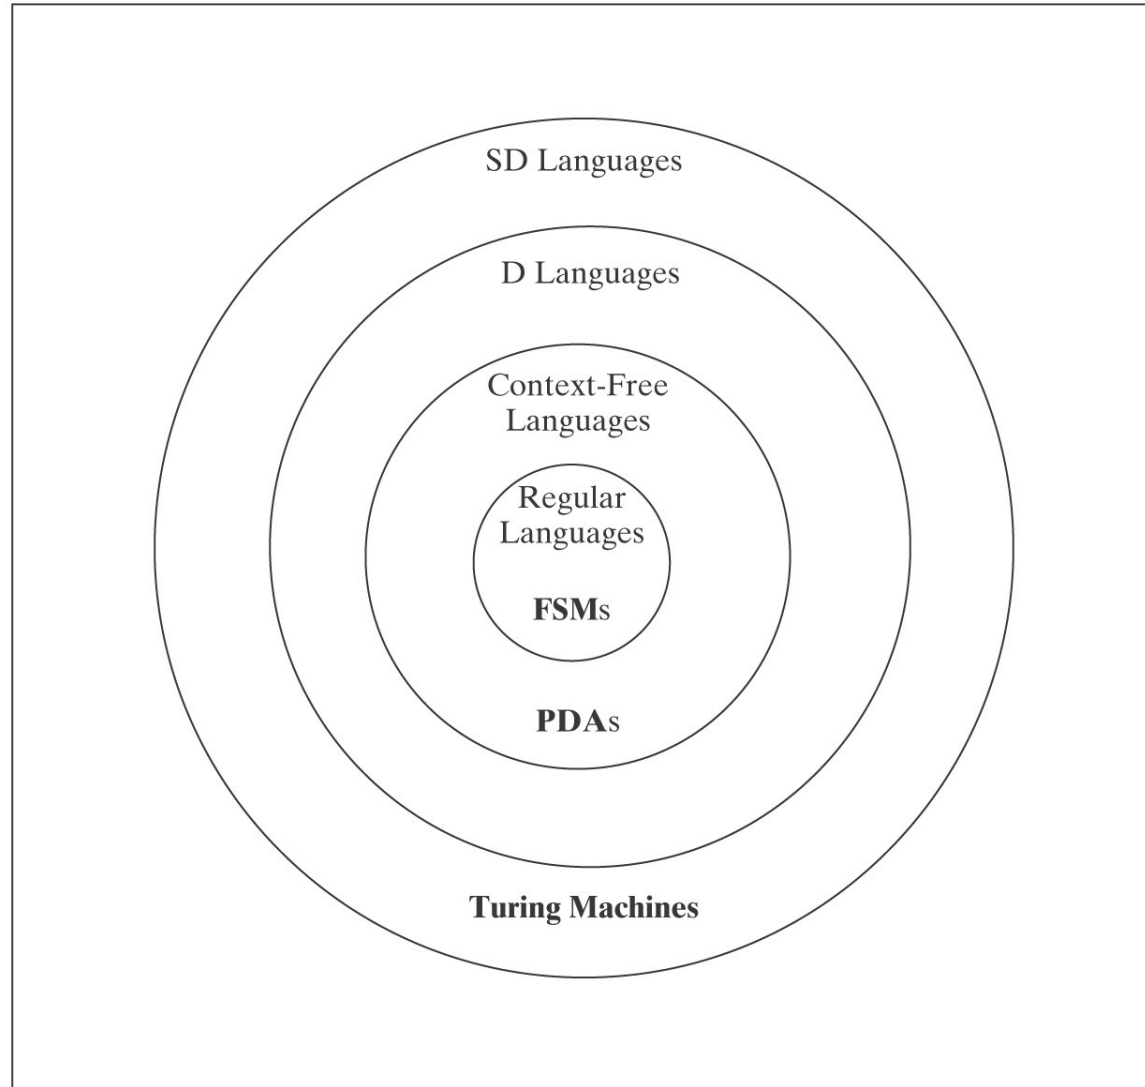 SD Languages
D Languages
Context-Free
Languages
Regular
Languages
FSMs
PDAs
Turing Machines